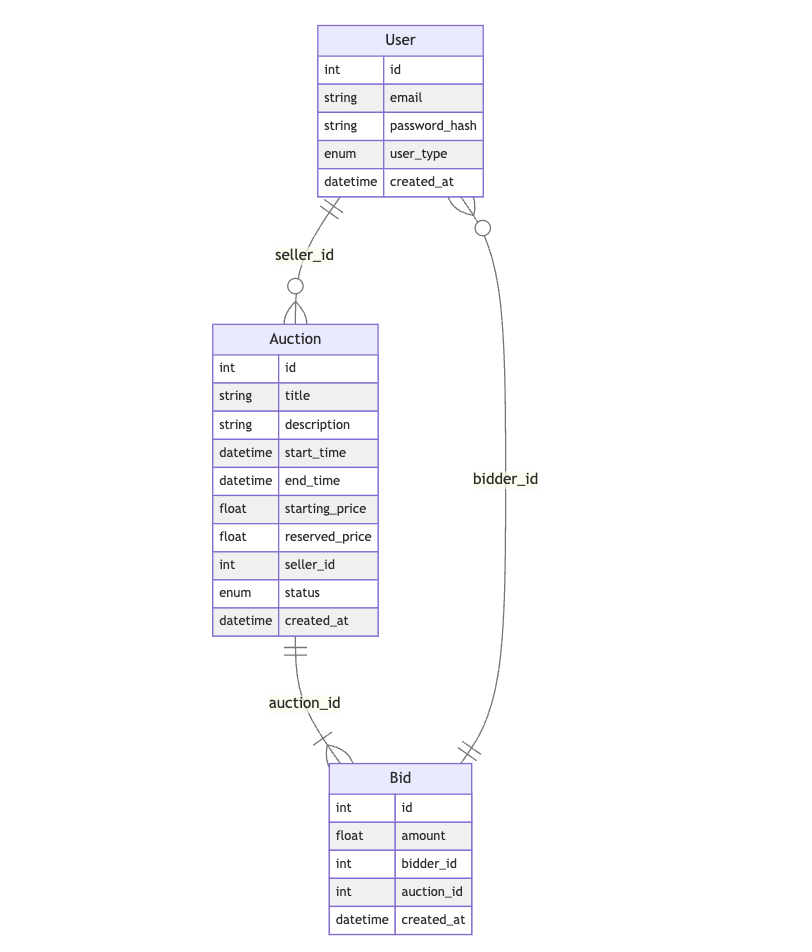 User
int id
string email
string password_hash
enum user_type
datetime created_at
seller_id
Auction
int id
string title
string description
datetime start_time
datetime end_time
float starting_price
float reserved_price
int seller_id
enum status
datetime created_at
bidder_id
auction_id
Bid
int id
float amount
int bidder_id
int auction_id
datetime created_at